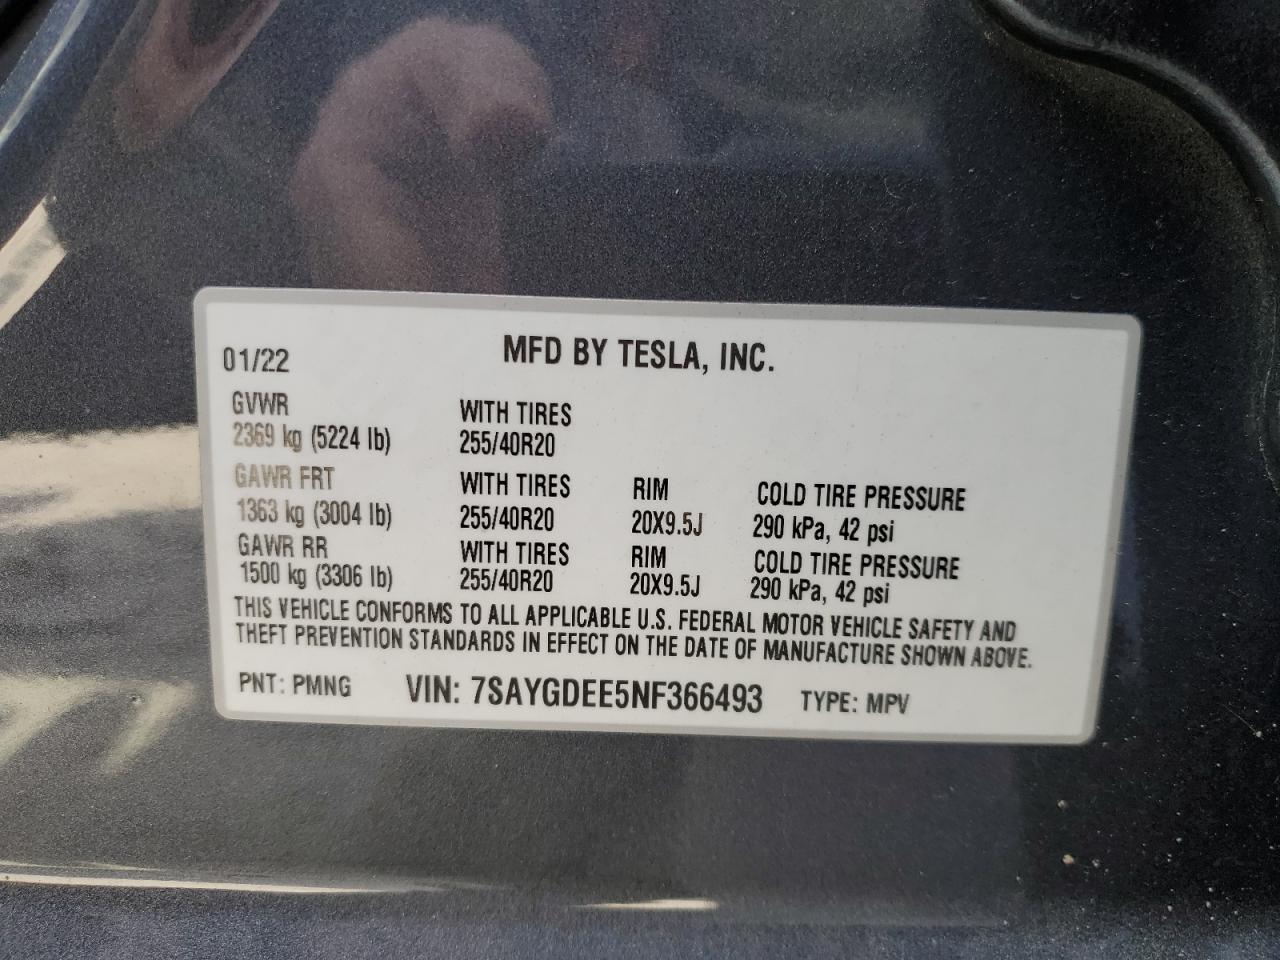 01/22 MFD BY TESLA, INC.
GVWR WITH TIRES
2369 kg (5224 lb) 255/40R20
GAWR FRT WITH TIRES RIM COLD TIRE PRESSURE
1363 kg (3004 lb) 255/40R20 20X9.5J 290 kPa, 42 psi
GAWR RR WITH TIRES RIM COLD TIRE PRESSURE
1500 kg (3306 lb) 255/40R20 20X9.5J 290 kPa, 42 psi
THIS VEHICLE CONFORMS TO ALL APPLICABLE U.S. FEDERAL MOTOR VEHICLE SAFETY AND
THEFT PREVENTION STANDARDS IN EFFECT ON THE DATE OF MANUFACTURE SHOWN ABOVE.
PNT: PMNG VIN: 7SAYGDEE5NF366493 TYPE: MPV